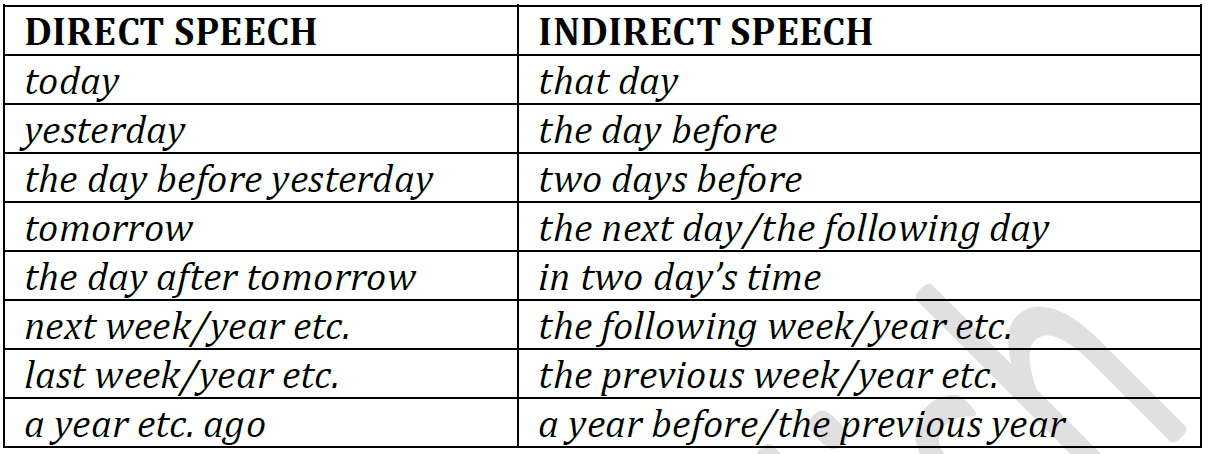 DIRECT SPEECH INDIRECT SPEECH
today that day
yesterday the day before
the day before yesterday two days before
tomorrow the next day/the following day
the day after tomorrow in two day’s time
next week/year etc. the following week/year etc.
last week/year etc. the previous week/year etc.
a year etc. ago a year before/the previous year